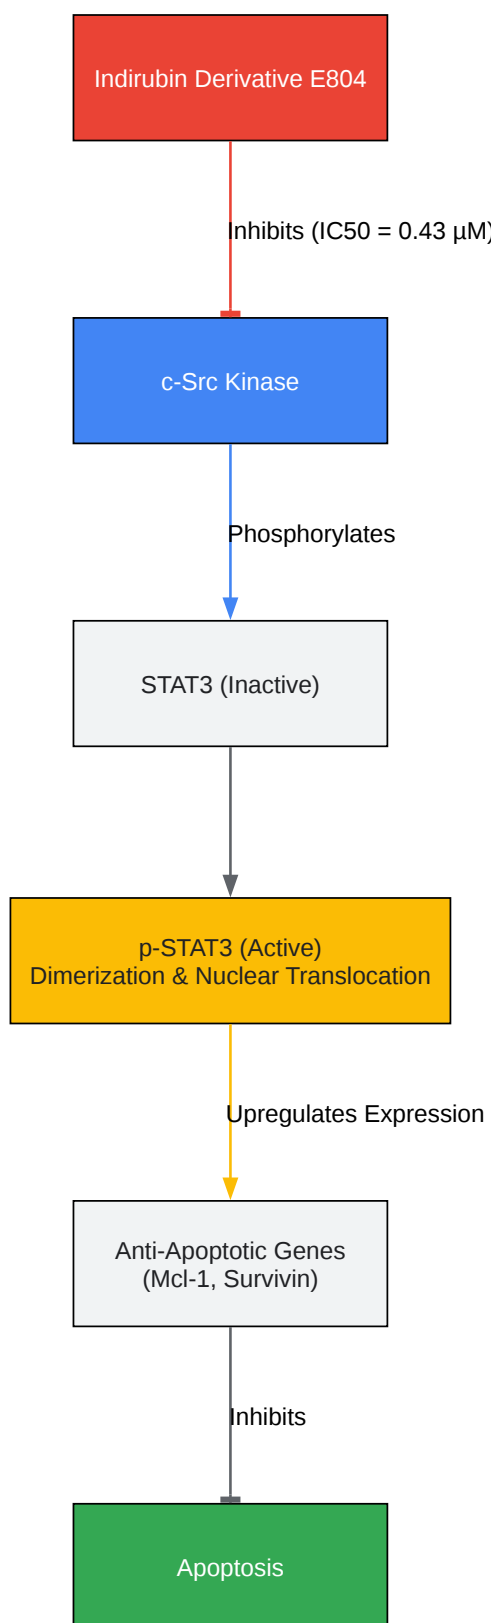 Indirubin Derivative E804
Inhibits (IC50 = 0.43 µM)
c-Src Kinase
Phosphorylates
STAT3 (Inactive)
p-STAT3 (Active)
Dimerization & Nuclear Translocation
Upregulates Expression
Anti-Apoptotic Genes
(Mcl-1, Survivin)
Inhibits
Apoptosis